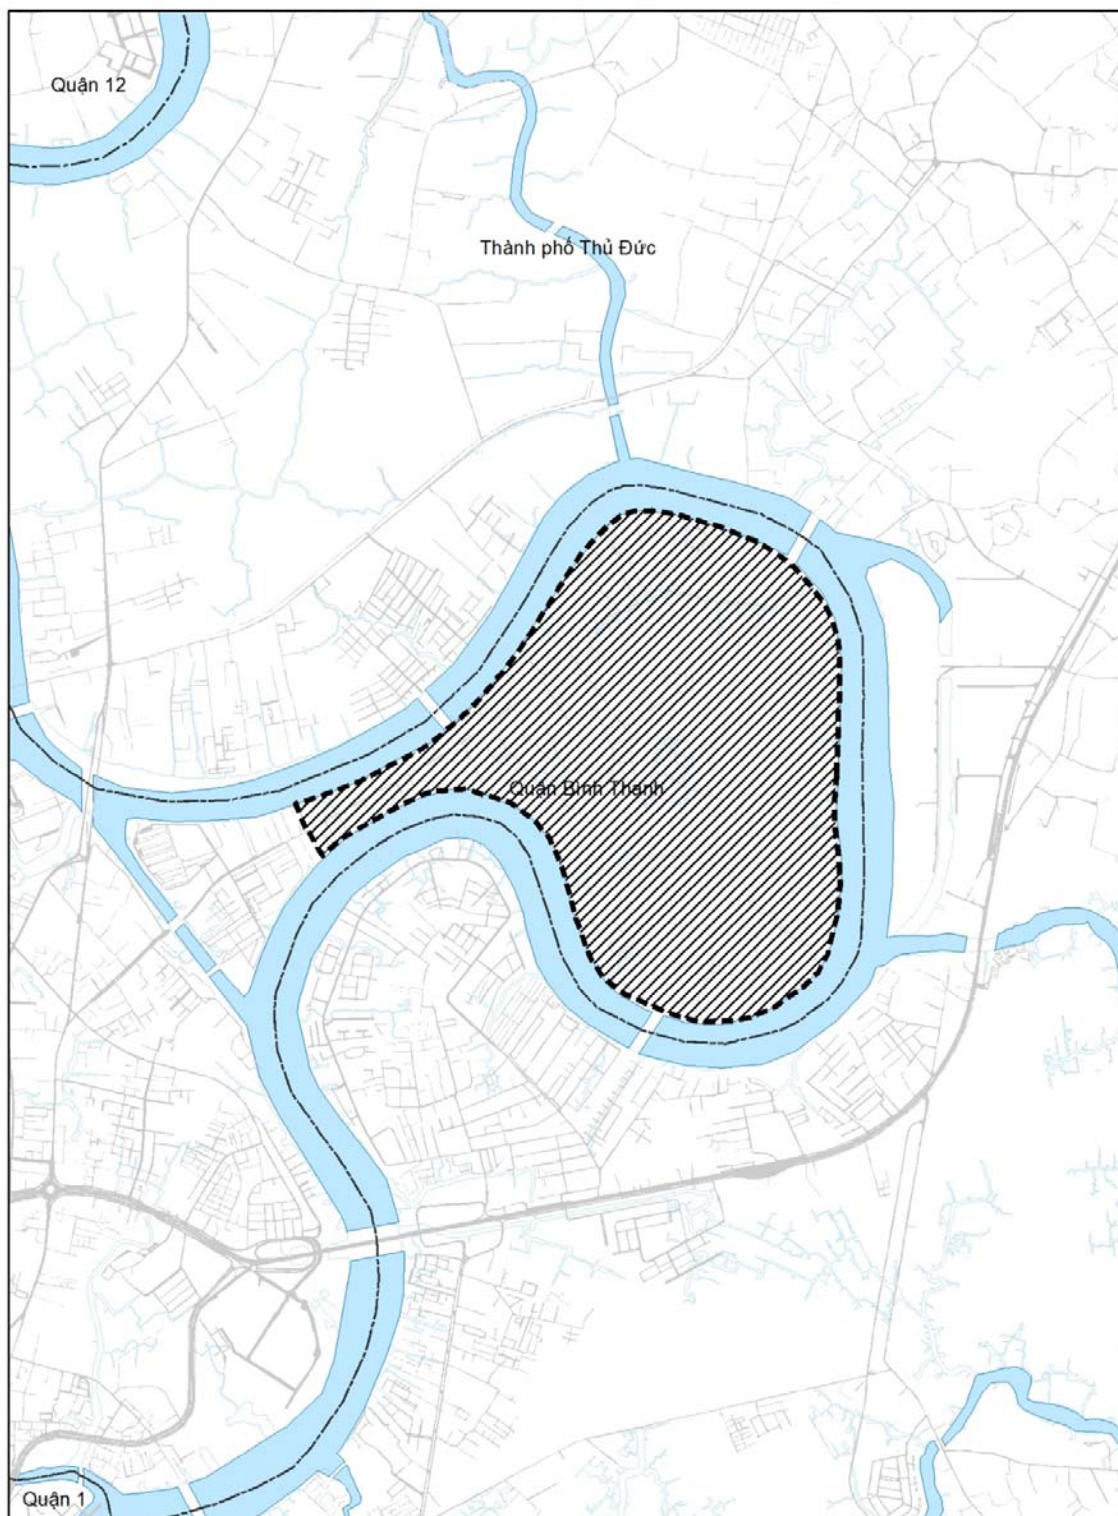 Quận 12
Thành phố Thủ Đức
Quận Bình Thạnh
Quận 1